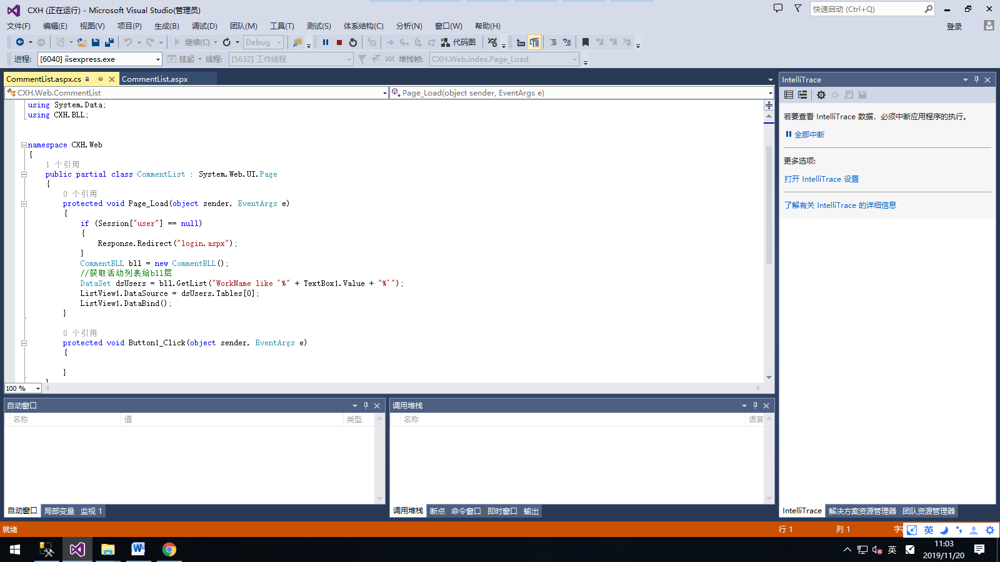 CXH (正在运行) - Microsoft Visual Studio(管理员)
快速启动 (Ctrl+Q)
文件(F) 编辑(E) 视图(V) 项目(P) 生成(B) 调试(D) 团队(M) 工具(T) 测试(S) 体系结构(C) 分析(N) 窗口(W) 帮助(H)
登录
继续(C) Debug 代码图
进程: [6040] iisexpress.exe 挂起 线程: [5632] 工作线程 堆栈帧: CXH.Web.index.Page_Load
CommentList.aspx.cs CommentList.aspx
CXH.Web.CommentList Page_Load(object sender, EventArgs e)
using System.Data;
using CXH.BLL;
namespace CXH.Web
{
1 个引用
public partial class CommentList : System.Web.UI.Page
{
0 个引用
protected void Page_Load(object sender, EventArgs e)
{
if (Session["user"] == null)
{
Response.Redirect("login.aspx");
}
CommentBLL bll = new CommentBLL();
//获取活动列表给bll层
DataSet dsUsers = bll.GetList("WorkName like '%" + TextBox1.Value + "%'");
ListView1.DataSource = dsUsers.Tables[0];
ListView1.DataBind();
}
0 个引用
protected void Button1_Click(object sender, EventArgs e)
{
}
}
100 %
IntelliTrace
若要查看 IntelliTrace 数据，必须中断应用程序的执行。
全部中断
更多选项:
打开 IntelliTrace 设置
了解有关 IntelliTrace 的详细信息
自动窗口
名称 值 类型
调用堆栈
名称 语言
自动窗口 局部变量 监视 1
调用堆栈 断点 命令窗口 即时窗口 输出
IntelliTrace 解决方案资源管理器 团队资源管理器
就绪 行 1 列 1
英
英
11:03
2019/11/20